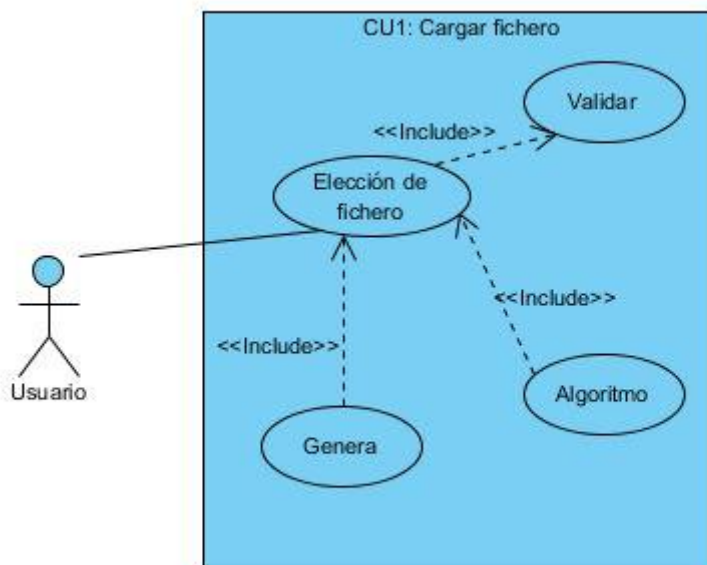 CU1: Cargar fichero
Validar
<<Include>>
Elección de
fichero
<<Include>>
<<Include>>
Usuario
Algoritmo
Genera